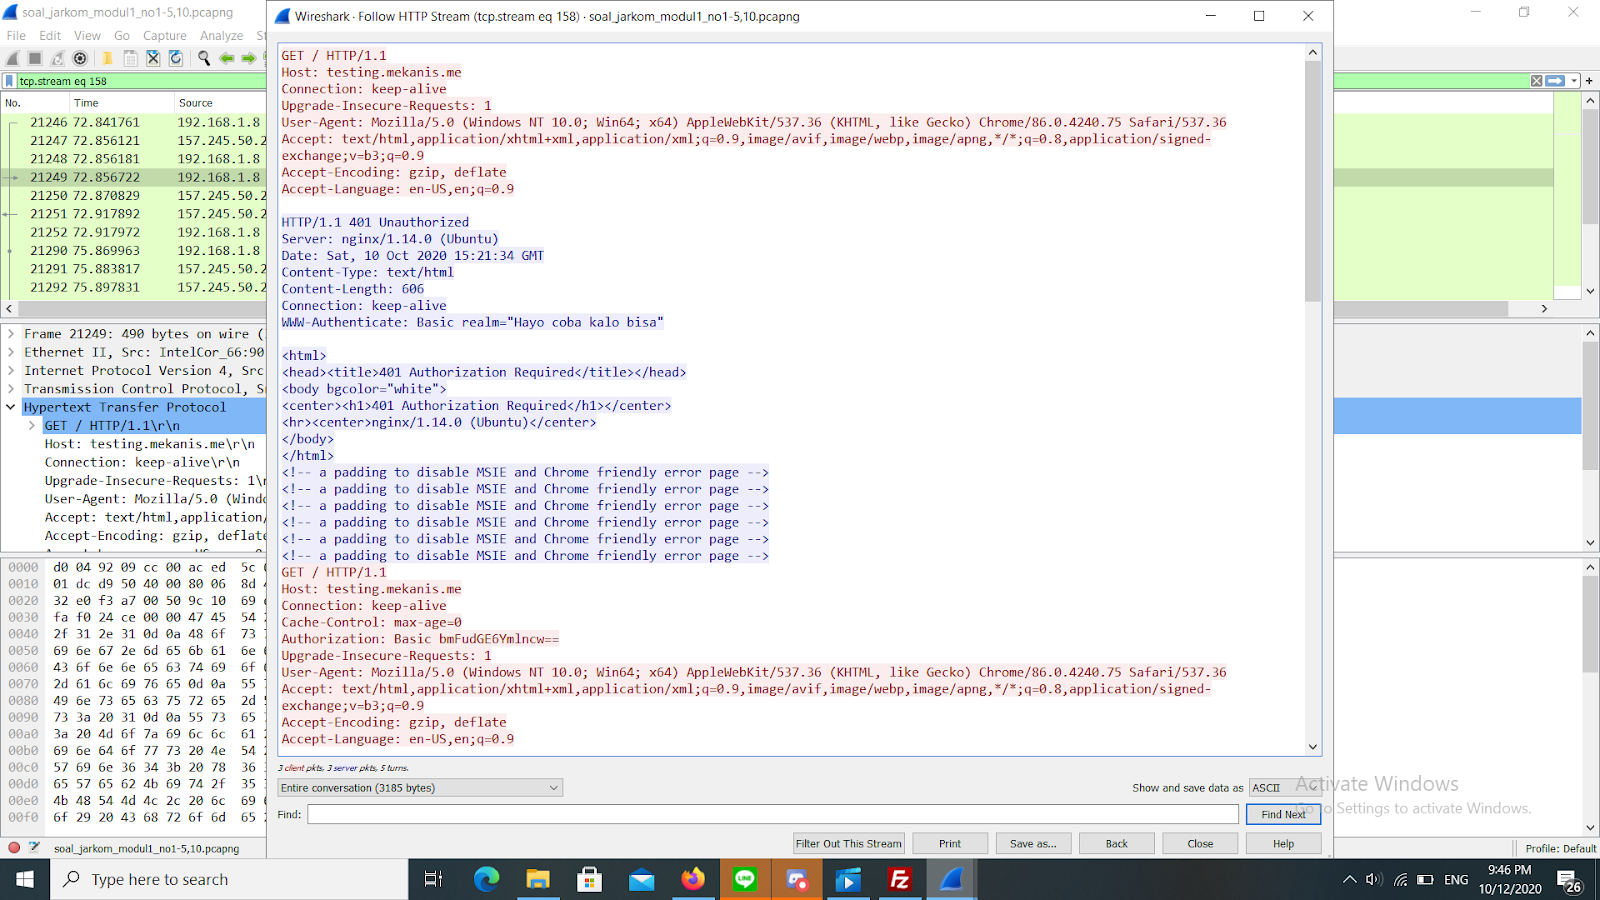 soal_jarkom_modul1_no1-5,10.pcapng
File Edit View Go Capture Analyze
tcp.stream eq 158
No. Time Source
21246 72.841761 192.168.1.8
21247 72.856121 157.245.50.2
21248 72.856181 192.168.1.8
21249 72.856722 192.168.1.8
21250 72.870829 157.245.50.2
21251 72.917892 157.245.50.2
21252 72.917972 192.168.1.8
21290 75.869963 192.168.1.8
21291 75.883817 157.245.50.2
21292 75.897831 157.245.50.2
Frame 21249: 490 bytes on wire (
Ethernet II, Src: IntelCor_66:90
Internet Protocol Version 4, Src
Transmission Control Protocol, S
Hypertext Transfer Protocol
GET / HTTP/1.1\r\n
Host: testing.mekanis.me\r\n
Connection: keep-alive\r\n
Upgrade-Insecure-Requests: 1\
User-Agent: Mozilla/5.0 (Wind
Accept: text/html,application/
Accept-Encoding: gzip, deflat
0000 d0 04 92 09 cc 00 ac ed 5c
0010 01 dc d9 50 40 00 80 06 8d
0020 32 e0 f3 a7 00 50 9c 10 69
0030 fa f0 24 ce 00 00 47 45 54
0040 2f 31 2e 31 0d 0a 48 6f 73
0050 69 6e 67 2e 6d 65 6b 61 6e
0060 43 6f 6e 6e 65 63 74 69 6f
0070 2d 61 6c 69 76 65 0d 0a 55
0080 49 6e 73 65 63 75 72 65 2d
0090 73 3a 20 31 0d 0a 55 73 65
00a0 3a 20 4d 6f 7a 69 6c 6c 61
00b0 69 6e 64 6f 77 73 20 4e 54
00c0 57 69 6e 36 34 3b 20 78 36
00d0 65 57 65 62 4b 69 74 2f 35
00e0 4b 48 54 4d 4c 2c 20 6c 69
00f0 6f 29 20 43 68 72 6f 6d 65
soal_jarkom_modul1_no1-5,10.pcapng
Wireshark · Follow HTTP Stream (tcp.stream eq 158) · soal_jarkom_modul1_no1-5,10.pcapng
GET / HTTP/1.1
Host: testing.mekanis.me
Connection: keep-alive
Upgrade-Insecure-Requests: 1
User-Agent: Mozilla/5.0 (Windows NT 10.0; Win64; x64) AppleWebKit/537.36 (KHTML, like Gecko) Chrome/86.0.4240.75 Safari/537.36
Accept: text/html,application/xhtml+xml,application/xml;q=0.9,image/avif,image/webp,image/apng,*/*;q=0.8,application/signed-
exchange;v=b3;q=0.9
Accept-Encoding: gzip, deflate
Accept-Language: en-US,en;q=0.9
HTTP/1.1 401 Unauthorized
Server: nginx/1.14.0 (Ubuntu)
Date: Sat, 10 Oct 2020 15:21:34 GMT
Content-Type: text/html
Content-Length: 606
Connection: keep-alive
WWW-Authenticate: Basic realm="Hayo coba kalo bisa"
<html>
<head><title>401 Authorization Required</title></head>
<body bgcolor="white">
<center><h1>401 Authorization Required</h1></center>
<hr><center>nginx/1.14.0 (Ubuntu)</center>
</body>
</html>
<!-- a padding to disable MSIE and Chrome friendly error page -->
<!-- a padding to disable MSIE and Chrome friendly error page -->
<!-- a padding to disable MSIE and Chrome friendly error page -->
<!-- a padding to disable MSIE and Chrome friendly error page -->
<!-- a padding to disable MSIE and Chrome friendly error page -->
<!-- a padding to disable MSIE and Chrome friendly error page -->
GET / HTTP/1.1
Host: testing.mekanis.me
Connection: keep-alive
Cache-Control: max-age=0
Authorization: Basic bmFudGE6Ymlncw==
Upgrade-Insecure-Requests: 1
User-Agent: Mozilla/5.0 (Windows NT 10.0; Win64; x64) AppleWebKit/537.36 (KHTML, like Gecko) Chrome/86.0.4240.75 Safari/537.36
Accept: text/html,application/xhtml+xml,application/xml;q=0.9,image/avif,image/webp,image/apng,*/*;q=0.8,application/signed-
exchange;v=b3;q=0.9
Accept-Encoding: gzip, deflate
Accept-Language: en-US,en;q=0.9
3 client pkts, 3 server pkts, 5 turns.
Entire conversation (3185 bytes)
Show and save data as ASCII
Find:
Find Next
Filter Out This Stream Print Save as... Back Close Help
Activate Windows
Go to Settings to activate Windows.
Profile: Default
Type here to search
ENG
9:46 PM
10/12/2020
26